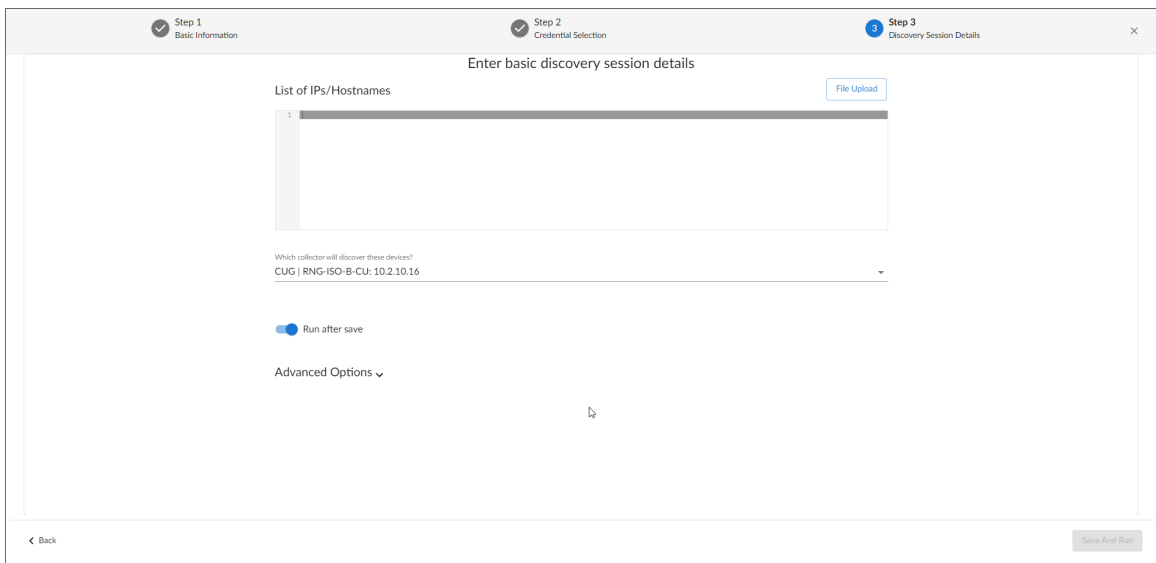 Step 1
Basic Information
Step 2
Credential Selection
3
Step 3
Discovery Session Details
Enter basic discovery session details
List of IPs/Hostnames
File Upload
1
Which collector will discover these devices?
CUG | RNG-ISO-B-CU: 10.2.10.16
Run after save
Advanced Options
Back
Save And Run